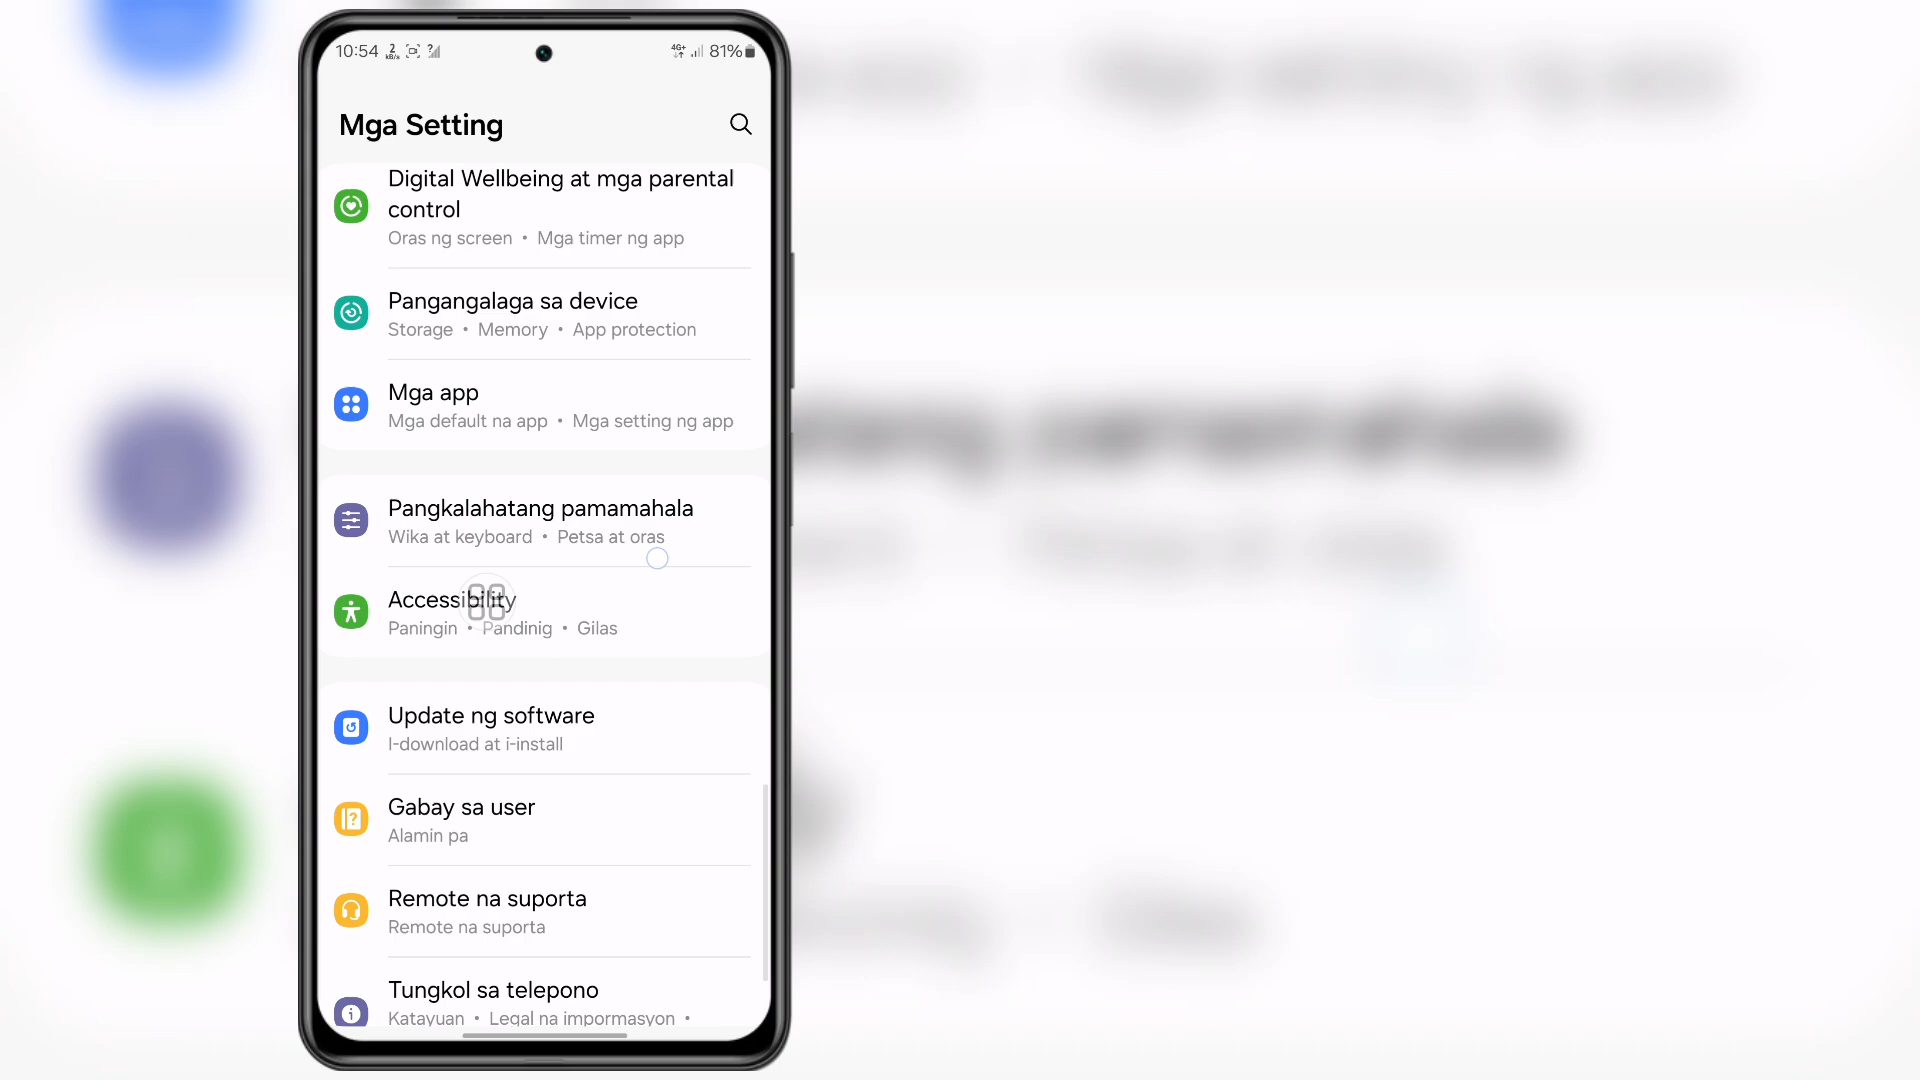 10:54 2 kB/s ? 4G+ 81%
Mga Setting
Digital Wellbeing at mga parental
control
Oras ng screen • Mga timer ng app
Pangangalaga sa device
Storage • Memory • App protection
Mga app
Mga default na app • Mga setting ng app
Pangkalahatang pamamahala
Wika at keyboard • Petsa at oras
Accessibility
Paningin • Pandinig • Gilas
Update ng software
I-download at i-install
Gabay sa user
Alamin pa
Remote na suporta
Remote na suporta
Tungkol sa telepono
Katayuan • Legal na impormasyon •